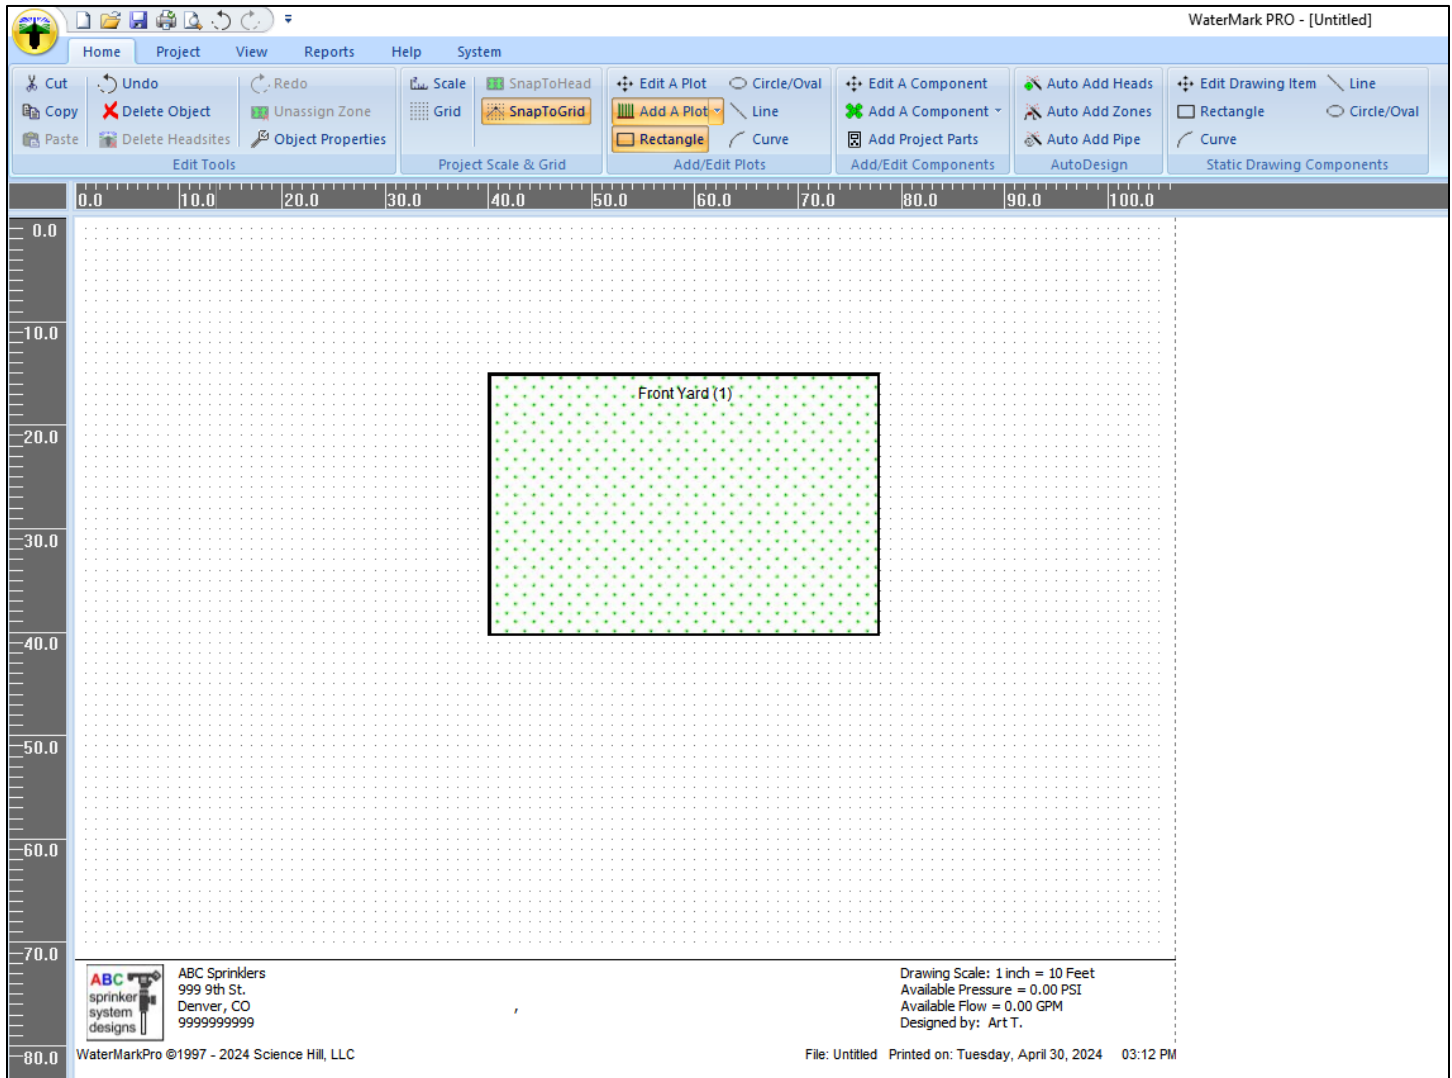 WaterMark PRO - [Untitled]
Home Project View Reports Help System
Cut Undo Redo Scale SnapToHead Edit A Plot Circle/Oval Edit A Component Auto Add Heads Edit Drawing Item Line
Copy Delete Object Unassign Zone Grid SnapToGrid Add A Plot Line Add A Component Auto Add Zones Rectangle Circle/Oval
Paste Delete Headsites Object Properties Rectangle Curve Add Project Parts Auto Add Pipe Curve
Edit Tools Project Scale & Grid Add/Edit Plots Add/Edit Components AutoDesign Static Drawing Components
0.0 10.0 20.0 30.0 40.0 50.0 60.0 70.0 80.0 90.0 100.0
0.0
10.0
Front Yard (1)
20.0
30.0
40.0
50.0
60.0
70.0
ABC
sprinker
system
designs
ABC Sprinklers
999 9th St.
Denver, CO
9999999999
,
Drawing Scale: 1 inch = 10 Feet
Available Pressure = 0.00 PSI
Available Flow = 0.00 GPM
Designed by: Art T.
80.0
WaterMarkPro ©1997 - 2024 Science Hill, LLC
File: Untitled Printed on: Tuesday, April 30, 2024 03:12 PM